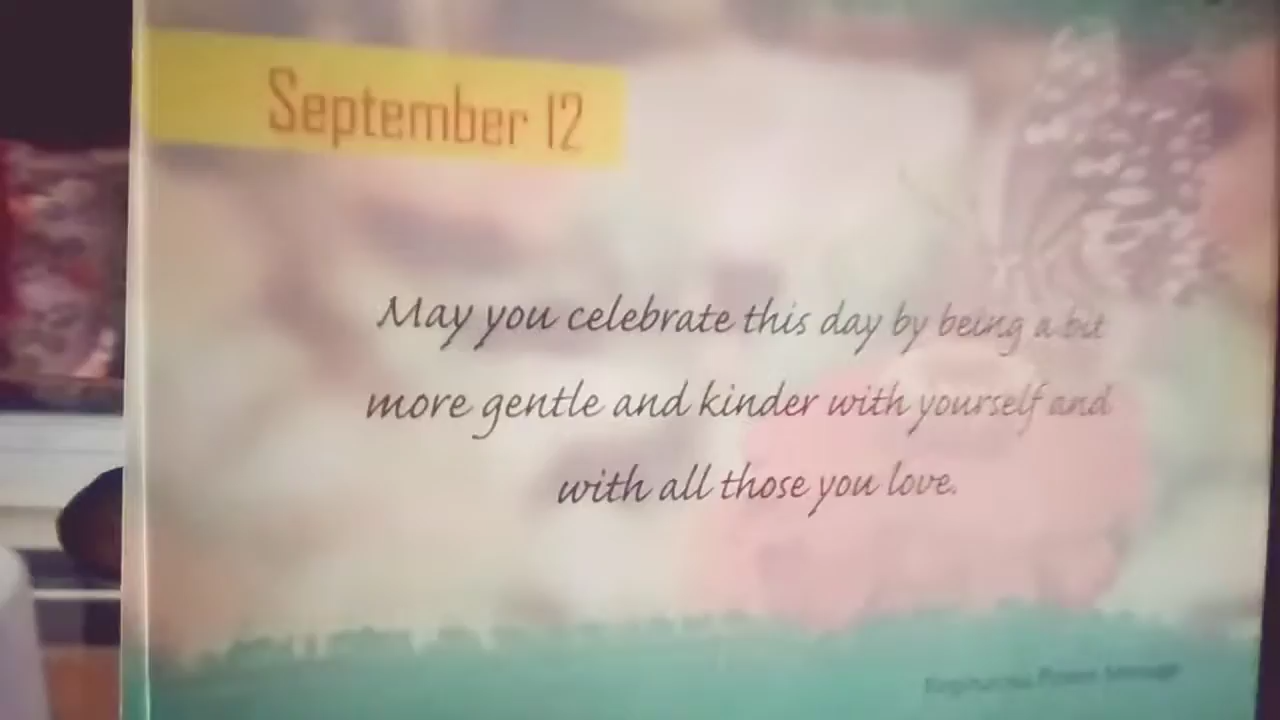 September 12
May you celebrate this day by being a bit
more gentle and kinder with yourself and
with all those you love.